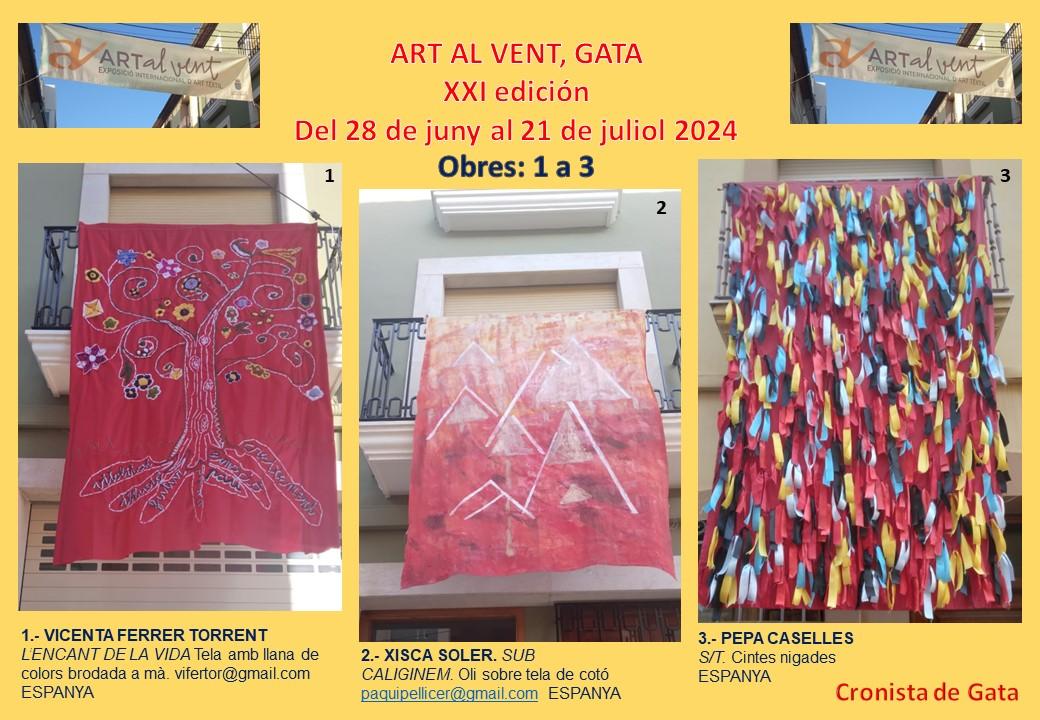 ARTal vent
EXPOSICIÓ INTERNACIONAL D'ART TÈXTIL
ART AL VENT, GATA
XXI edición
Del 28 de juny al 21 de juliol 2024
Obres: 1 a 3
ARTal vent
EXPOSICIÓ INTERNACIONAL D'ART TÈXTIL
1
2
3
1.- VICENTA FERRER TORRENT
L'ENCANT DE LA VIDA Tela amb llana de
colors brodada a mà. vifertor@gmail.com
ESPANYA
2.- XISCA SOLER. SUB
CALIGINEM. Oli sobre tela de cotó
paquipellicer@gmail.com ESPANYA
3.- PEPA CASELLES
S/T. Cintes nigades
ESPANYA
Cronista de Gata